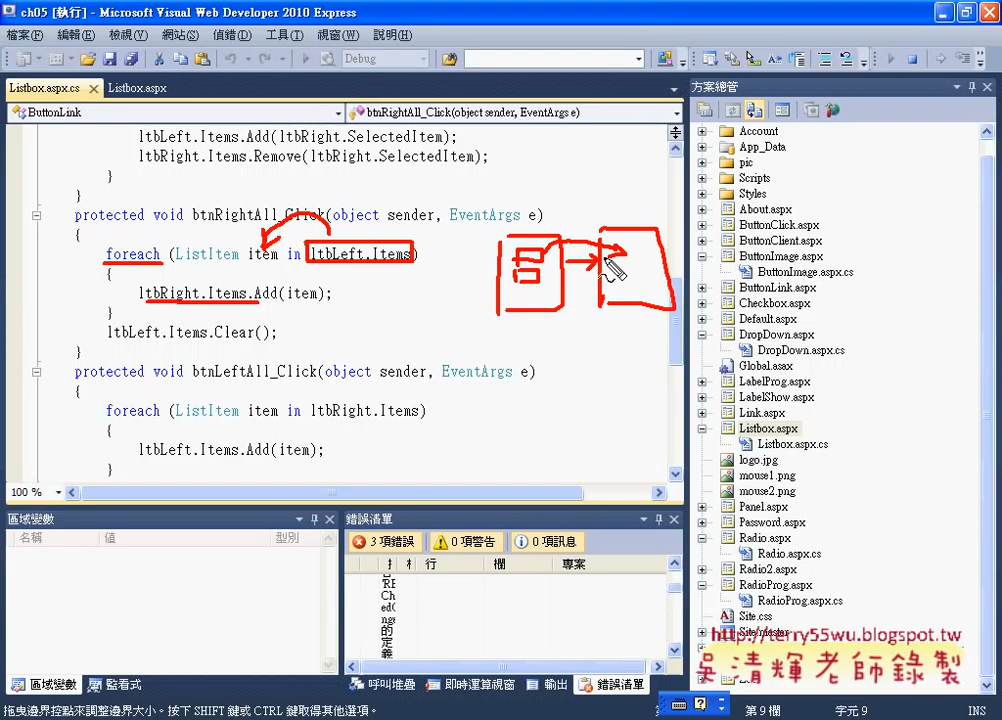 ch05 [執行] - Microsoft Visual Web Developer 2010 Express
檔案(F) 編輯(E) 檢視(V) 網站(S) 偵錯(D) 工具(T) 視窗(W) 說明(H)
Debug
Listbox.aspx.cs Listbox.aspx
ButtonLink btnRightAll_Click(object sender, EventArgs e)
ltbLeft.Items.Add(ltbRight.SelectedItem);
ltbRight.Items.Remove(ltbRight.SelectedItem);
}
}
protected void btnRightAll_Click(object sender, EventArgs e)
{
foreach (ListItem item in ltbLeft.Items)
{
ltbRight.Items.Add(item);
}
ltbLeft.Items.Clear();
}
protected void btnLeftAll_Click(object sender, EventArgs e)
{
foreach (ListItem item in ltbRight.Items)
{
ltbLeft.Items.Add(item);
}
100 %
區域變數
名稱 值 型別
區域變數 監看式
錯誤清單
3 項錯誤 0 項警告 0 項訊息
行 欄 專案
Ch
ed(
的
定
義
呼叫堆疊 即時運算視窗 輸出 錯誤清單
方案總管
Account
App_Data
pic
Scripts
Styles
About.aspx
ButtonClick.aspx
ButtonClient.aspx
ButtonImage.aspx
ButtonImage.aspx.cs
ButtonLink.aspx
Checkbox.aspx
Default.aspx
DropDown.aspx
DropDown.aspx.cs
Global.asax
LabelProg.aspx
LabelShow.aspx
Link.aspx
Listbox.aspx
Listbox.aspx.cs
logo.jpg
mouse1.png
mouse2.png
Panel.aspx
Password.aspx
Radio.aspx
Radio.aspx.cs
Radio2.aspx
RadioProg.aspx
RadioProg.aspx.cs
Site.css
Site.master
http://terry55wu.blogspot.tw
吳清輝老師錄製
拖曳邊界控點來調整邊界大小。按下 SHIFT 鍵或 CTRL 鍵取得其他選項。 第 9 欄 字元 9 INS